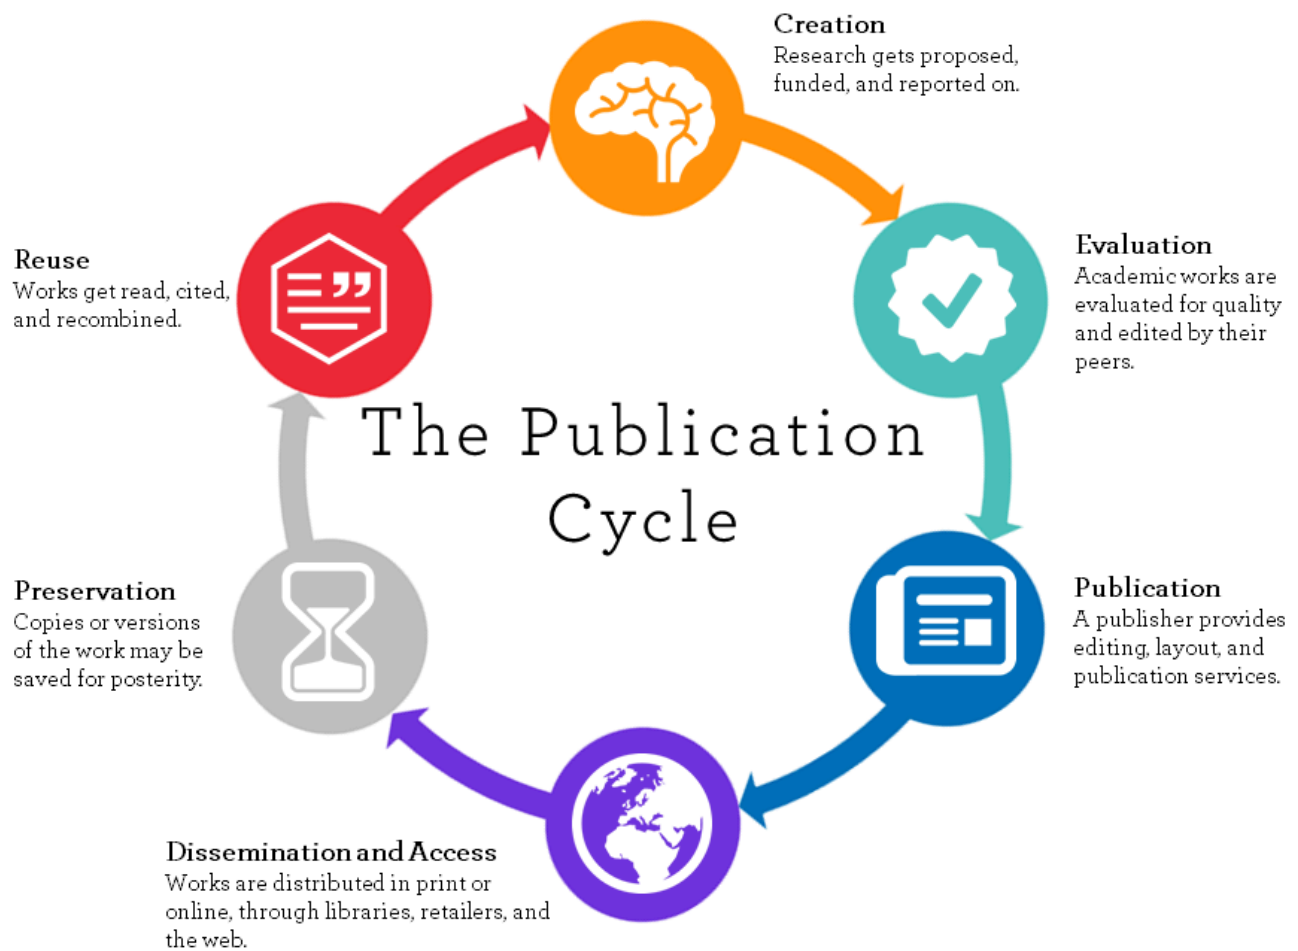 Creation
Research gets proposed,
funded, and reported on.
Evaluation
Academic works are
evaluated for quality
and edited by their
peers.
Publication
A publisher provides
editing, layout, and
publication services.
Dissemination and Access
Works are distributed in print or
online, through libraries, retailers, and
the web.
Preservation
Copies or versions
of the work may be
saved for posterity.
Reuse
Works get read, cited,
and recombined.
The Publication
Cycle